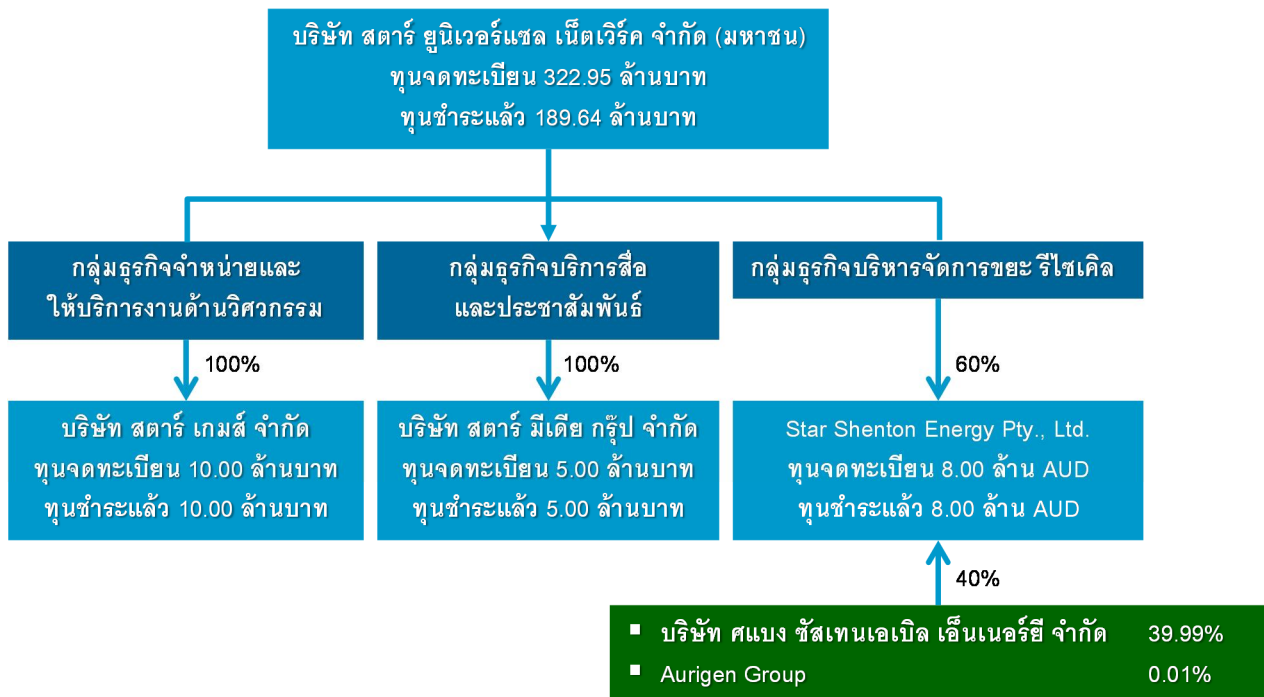 บริษัท สตาร์ ยูนิเวอร์แซล เน็ตเวิร์ค จำกัด (มหาชน)
ทุนจดทะเบียน 322.95 ล้านบาท
ทุนชำระแล้ว 189.64 ล้านบาท
กลุ่มธุรกิจจำหน่ายและ
ให้บริการงานด้านวิศวกรรม
กลุ่มธุรกิจบริการสื่อ
และประชาสัมพันธ์
กลุ่มธุรกิจบริหารจัดการขยะ รีไซเคิล
100%
100%
60%
บริษัท สตาร์ เกมส์ จำกัด
ทุนจดทะเบียน 10.00 ล้านบาท
ทุนชำระแล้ว 10.00 ล้านบาท
บริษัท สตาร์ มีเดีย กรุ๊ป จำกัด
ทุนจดทะเบียน 5.00 ล้านบาท
ทุนชำระแล้ว 5.00 ล้านบาท
Star Shenton Energy Pty., Ltd.
ทุนจดทะเบียน 8.00 ล้าน AUD
ทุนชำระแล้ว 8.00 ล้าน AUD
40%
▪ บริษัท ศแบง ซัสเทนเอเบิล เอ็นเนอร์ยี จำกัด 39.99%
▪ Aurigen Group 0.01%